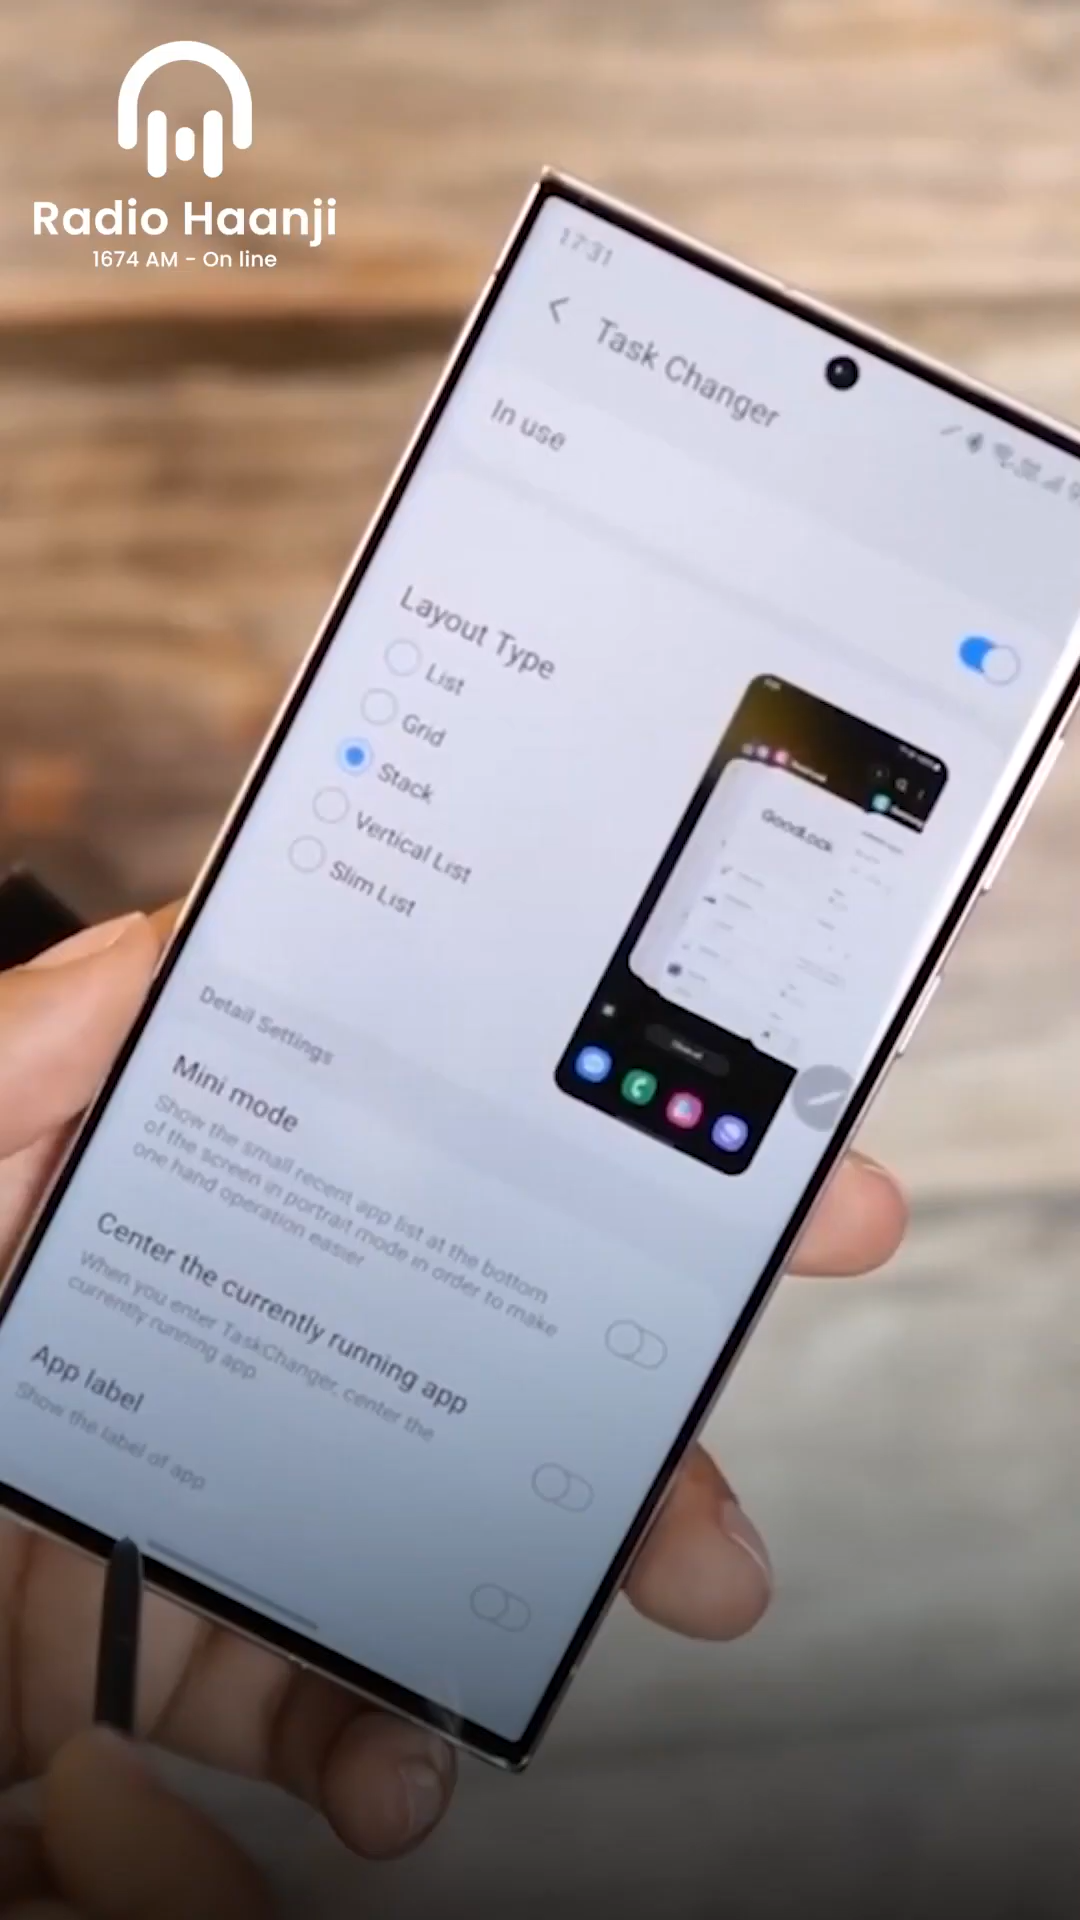 Radio Haanji
1674 AM - On line
17:31
Task Changer
In use
Layout Type
List
Grid
Stack
Vertical List
Slim List
GoodLock
Detail Settings
Mini mode
Show the small recent app list at the bottom
of the screen in portrait mode in order to make
one hand operation easier
Center the currently running app
When you enter TaskChanger, center the
currently running app
App label
Show the label of app